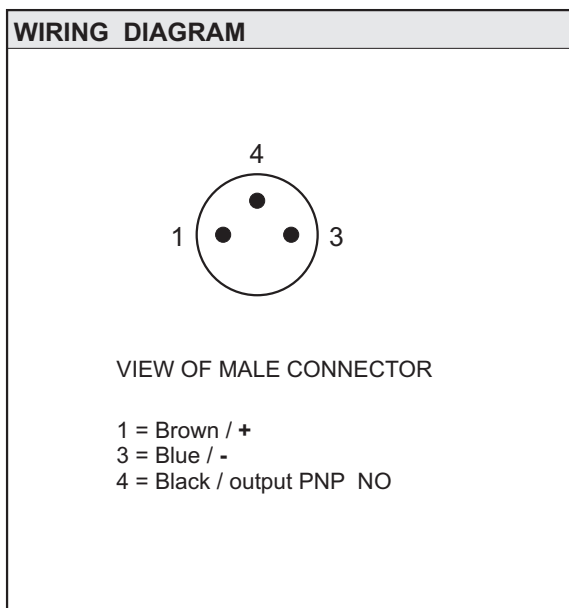 WIRING DIAGRAM
4
1 3
VIEW OF MALE CONNECTOR
1 = Brown / +
3 = Blue / -
4 = Black / output PNP NO